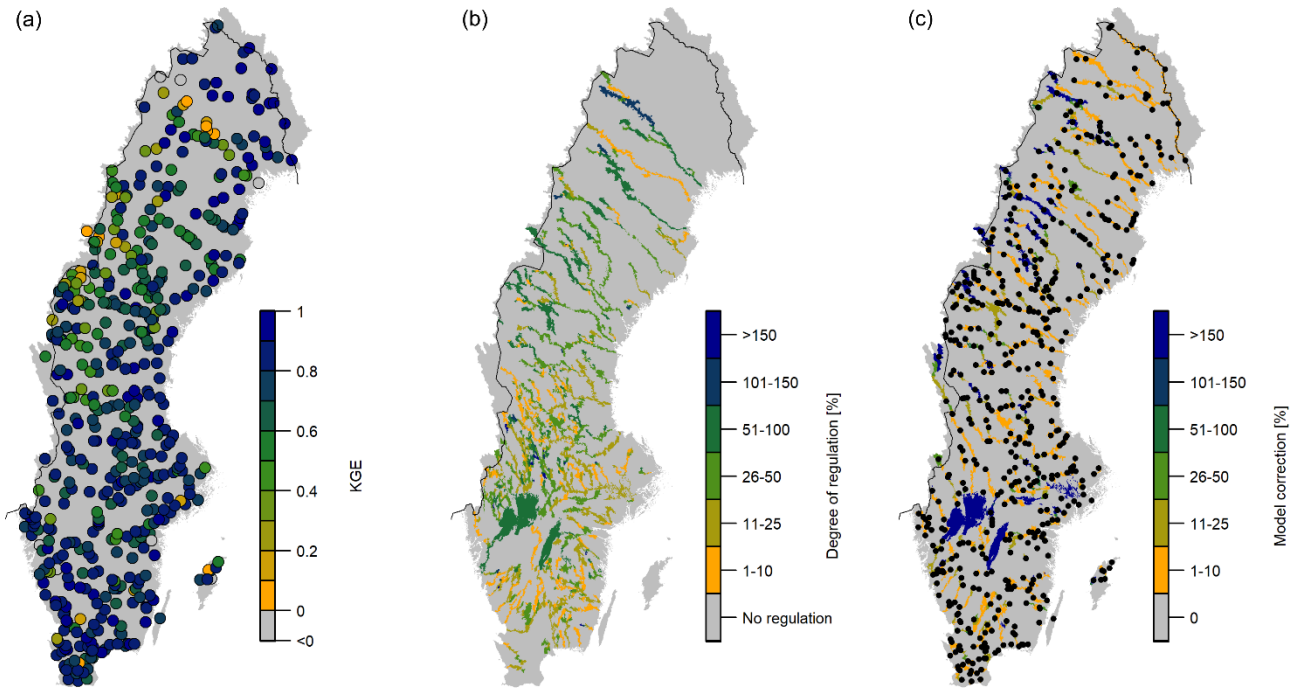 (a)
(b)
(c)
1
0.8
0.6
0.4
0.2
0
<0
KGE
>150
101-150
51-100
26-50
11-25
1-10
No regulation
Degree of regulation [%]
>150
101-150
51-100
26-50
11-25
1-10
0
Model correction [%]